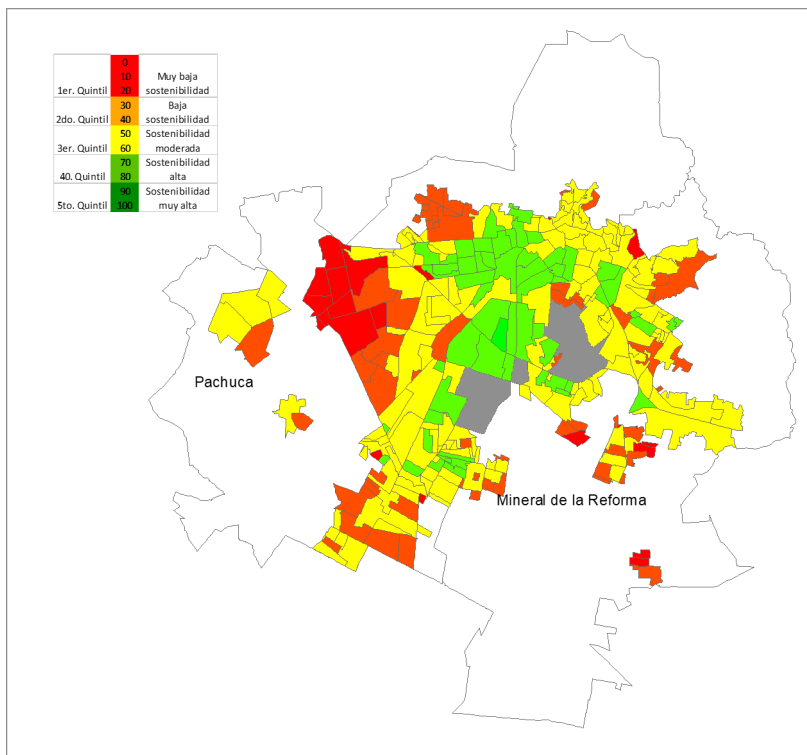 0
10 Muy baja
1er. Quintil 20 sostenibilidad
30 Baja
2do. Quintil 40 sostenibilidad
50 Sostenibilidad
3er. Quintil 60 moderada
70 Sostenibilidad
40. Quintil 80 alta
90 Sostenibilidad
5to. Quintil 100 muy alta
Pachuca
Mineral de la Reforma